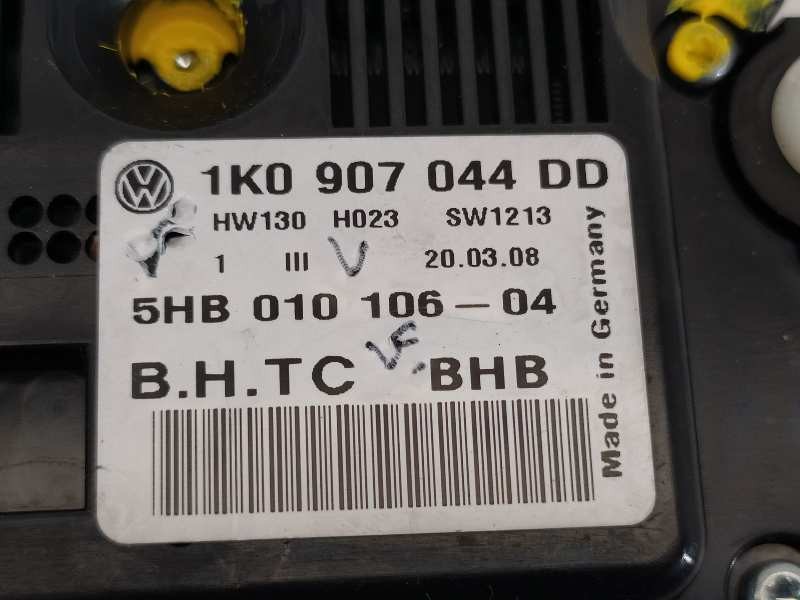 1K0 907 044 DD
HW130 H023 SW1213
1 III V 20.03.08
5HB 010 106-04
B.H.TC BHB
Made in Germany